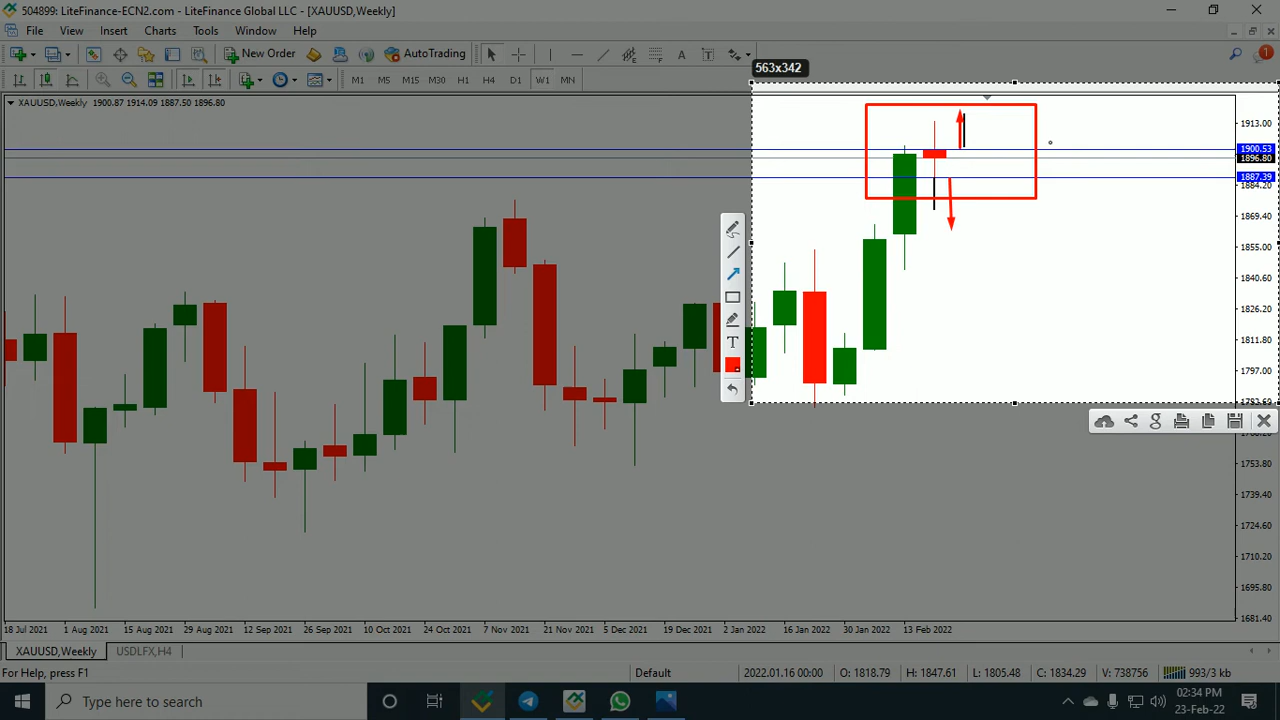 504899: LiteFinance-ECN2.com - LiteFinance Global LLC - [XAUUSD,Weekly]
File View Insert Charts Tools Window Help
New Order AutoTrading A T 1
M1 M5 M15 M30 H1 H4 D1 W1 MN
563x342
XAUUSD,Weekly 1900.87 1914.09 1887.50 1896.80
1913.00
1900.53
1896.80
1887.39
1884.20
1869.40
1855.00
1840.60
1826.20
1811.80
1797.00
1753.80
1739.40
1724.60
1710.20
1695.80
1681.40
T
g
18 Jul 2021 1 Aug 2021 15 Aug 2021 29 Aug 2021 12 Sep 2021 26 Sep 2021 10 Oct 2021 24 Oct 2021 7 Nov 2021 21 Nov 2021 5 Dec 2021 19 Dec 2021 2 Jan 2022 16 Jan 2022 30 Jan 2022 13 Feb 2022
XAUUSD,Weekly USDLFX,H4
For Help, press F1 Default 2022.01.16 00:00 O: 1818.79 H: 1847.61 L: 1805.48 C: 1834.29 V: 738756 993/3 kb
Type here to search 02:34 PM
23-Feb-22